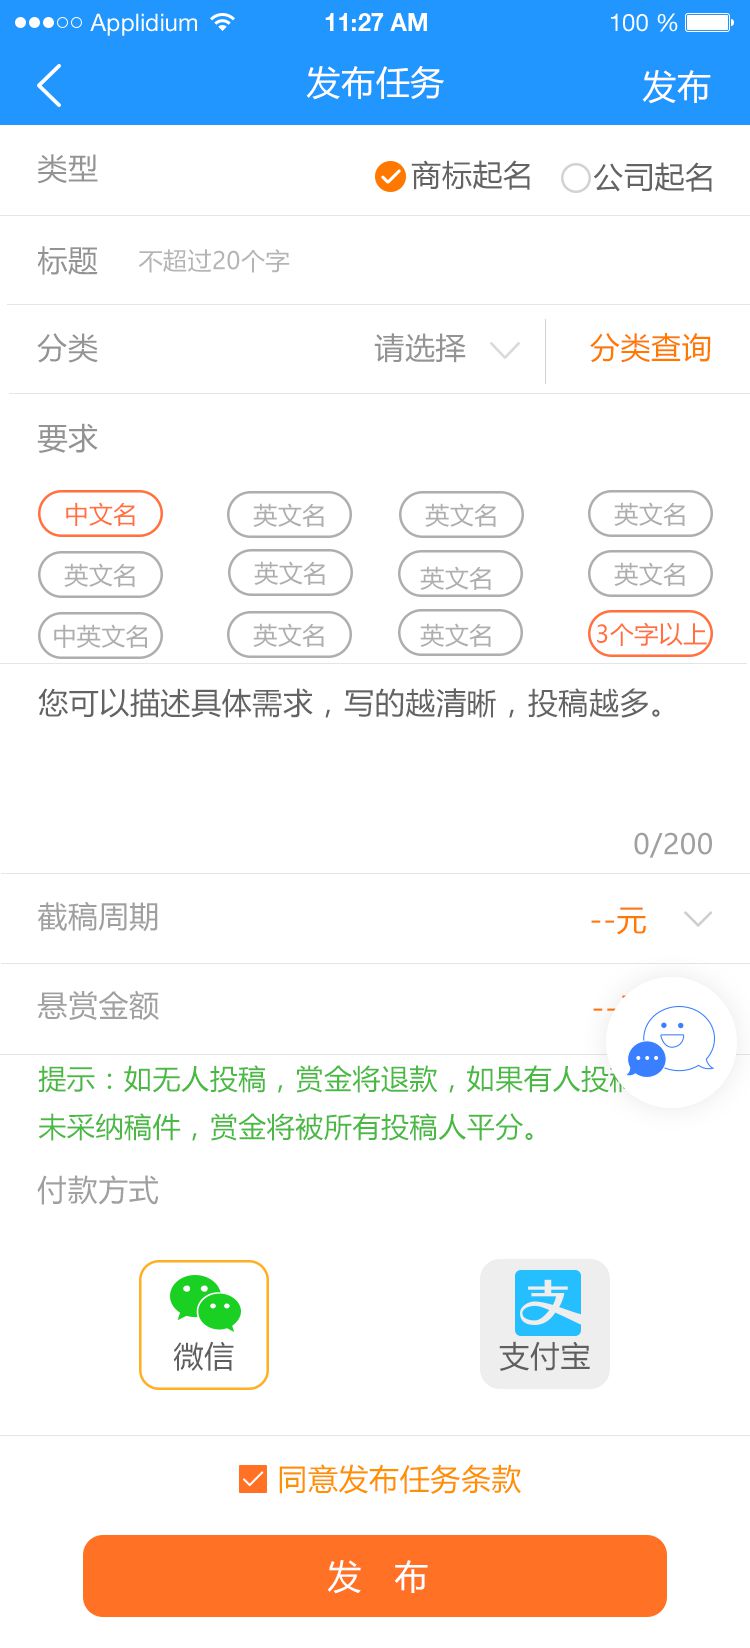 Applidium 11:27 AM 100 %
发布任务 发布
类型 商标起名 公司起名
标题 不超过20个字
分类 请选择 分类查询
要求
中文名 英文名 英文名 英文名
英文名 英文名 英文名 英文名
中英文名 英文名 英文名 3个字以上
您可以描述具体需求，写的越清晰，投稿越多。
0/200
截稿周期 --元
悬赏金额 --
提示：如无人投稿，赏金将退款，如果有人投稿
未采纳稿件，赏金将被所有投稿人平分。
付款方式
微信 支付宝
同意发布任务条款
发 布